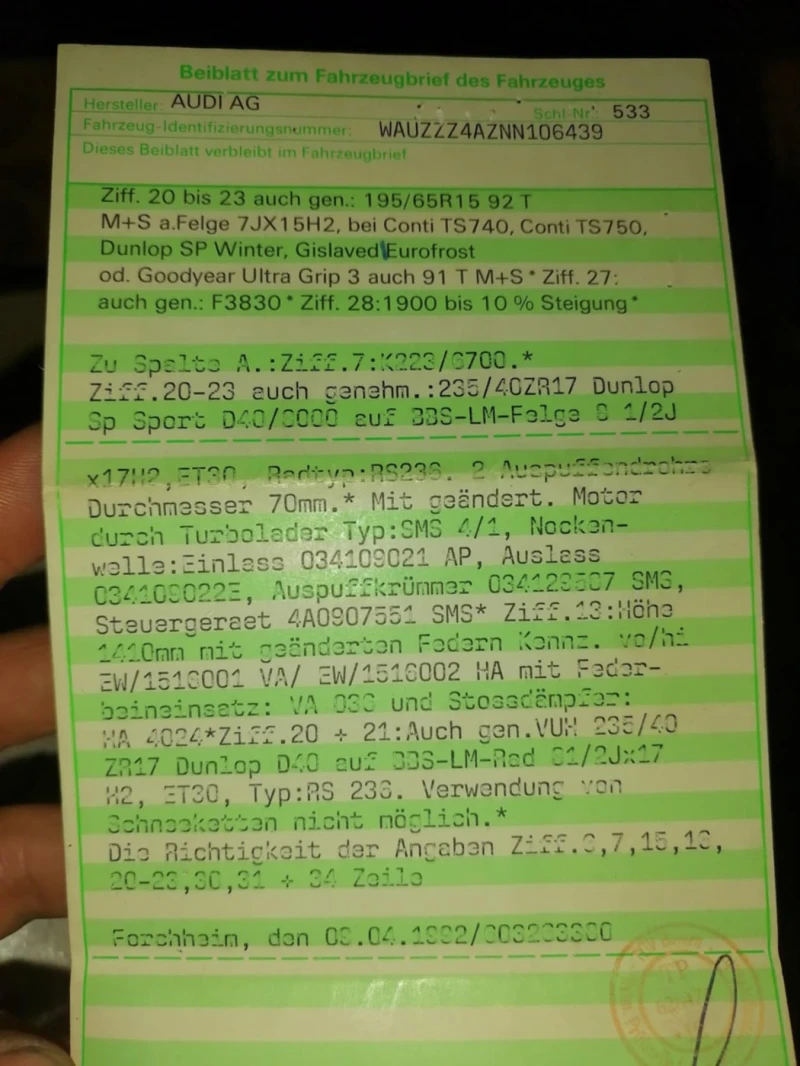 Beiblatt zum Fahrzeugbrief des Fahrzeuges
Hersteller: AUDI AG Schl-Nr: 533
Fahrzeug-Identifizierungsnummer: WAUZZZ4AZNN106439
Dieses Beiblatt verbleibt im Fahrzeugbrief
Ziff. 20 bis 23 auch gen.: 195/65R15 92 T
M+S a.Felge 7JX15H2, bei Conti TS740, Conti TS750,
Dunlop SP Winter, Gislaved Eurofrost
od. Goodyear Ultra Grip 3 auch 91 T M+S* Ziff. 27:
auch gen.: F3830* Ziff. 28:1900 bis 10 % Steigung*
Zu Spalte A.:Ziff.7:K223/
Ziff.20-23 auch genehm.:235/40ZR17 Dunlop
Sp Sport auf BBS-LM-Felge 8 1/2J
x17H2,ET30, Radtyp:RS236. 2 Auspuffendrohre
Durchmesser 70mm.* Mit geändert. Motor
durch Turbolader Typ:SMS 4/1, Nocken-
welle:Einlass 034109021 AP, Auslass
Auspuffkrümmer SMS,
Steuergeraet 4A0907551 SMS* Ziff.13:Höhe
1410mm mit geänderten Federn Kennz. vo/hi
VA/ HA mit Feder-
beineinsatz: VA und Stossdämpfer:
HA 4024*Ziff.20 + 21:Auch gen.VUH 235/40
ZR17 Dunlop D40 auf BBS-LM-Rad 81/2Jx17
H2, ET30, Typ:RS 236. Verwendung von
Schneeketten nicht möglich.*
Die Richtigkeit der Angaben
20-23,30,31 + 34 Zeile
Forchheim, den
TP